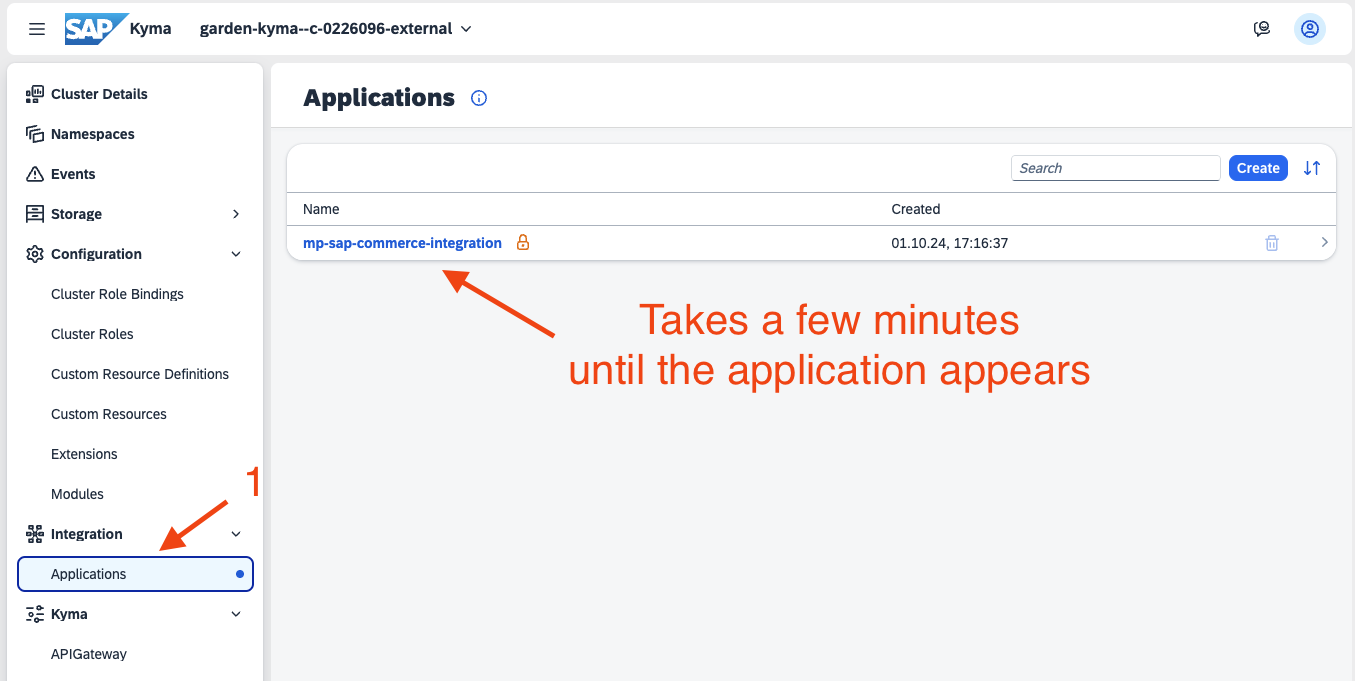 SAP Kyma garden-kyma--c-0226096-external
Cluster Details
Namespaces
Events
Storage
Configuration
Cluster Role Bindings
Cluster Roles
Custom Resource Definitions
Custom Resources
Extensions
Modules
1
Integration
Applications
Kyma
APIGateway
Applications
Search Create
Name Created
mp-sap-commerce-integration 01.10.24, 17:16:37
Takes a few minutes
until the application appears